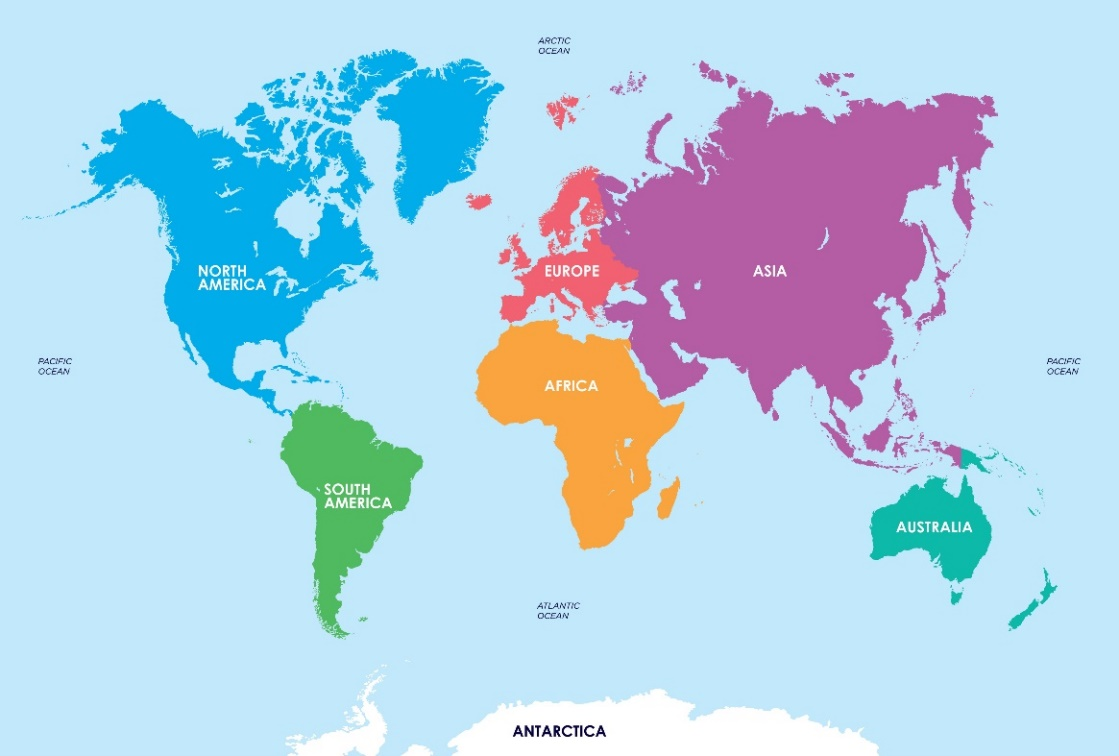 ARCTIC
OCEAN
NORTH
AMERICA
EUROPE
ASIA
PACIFIC
OCEAN
PACIFIC
OCEAN
AFRICA
SOUTH
AMERICA
AUSTRALIA
ATLANTIC
OCEAN
ANTARCTICA